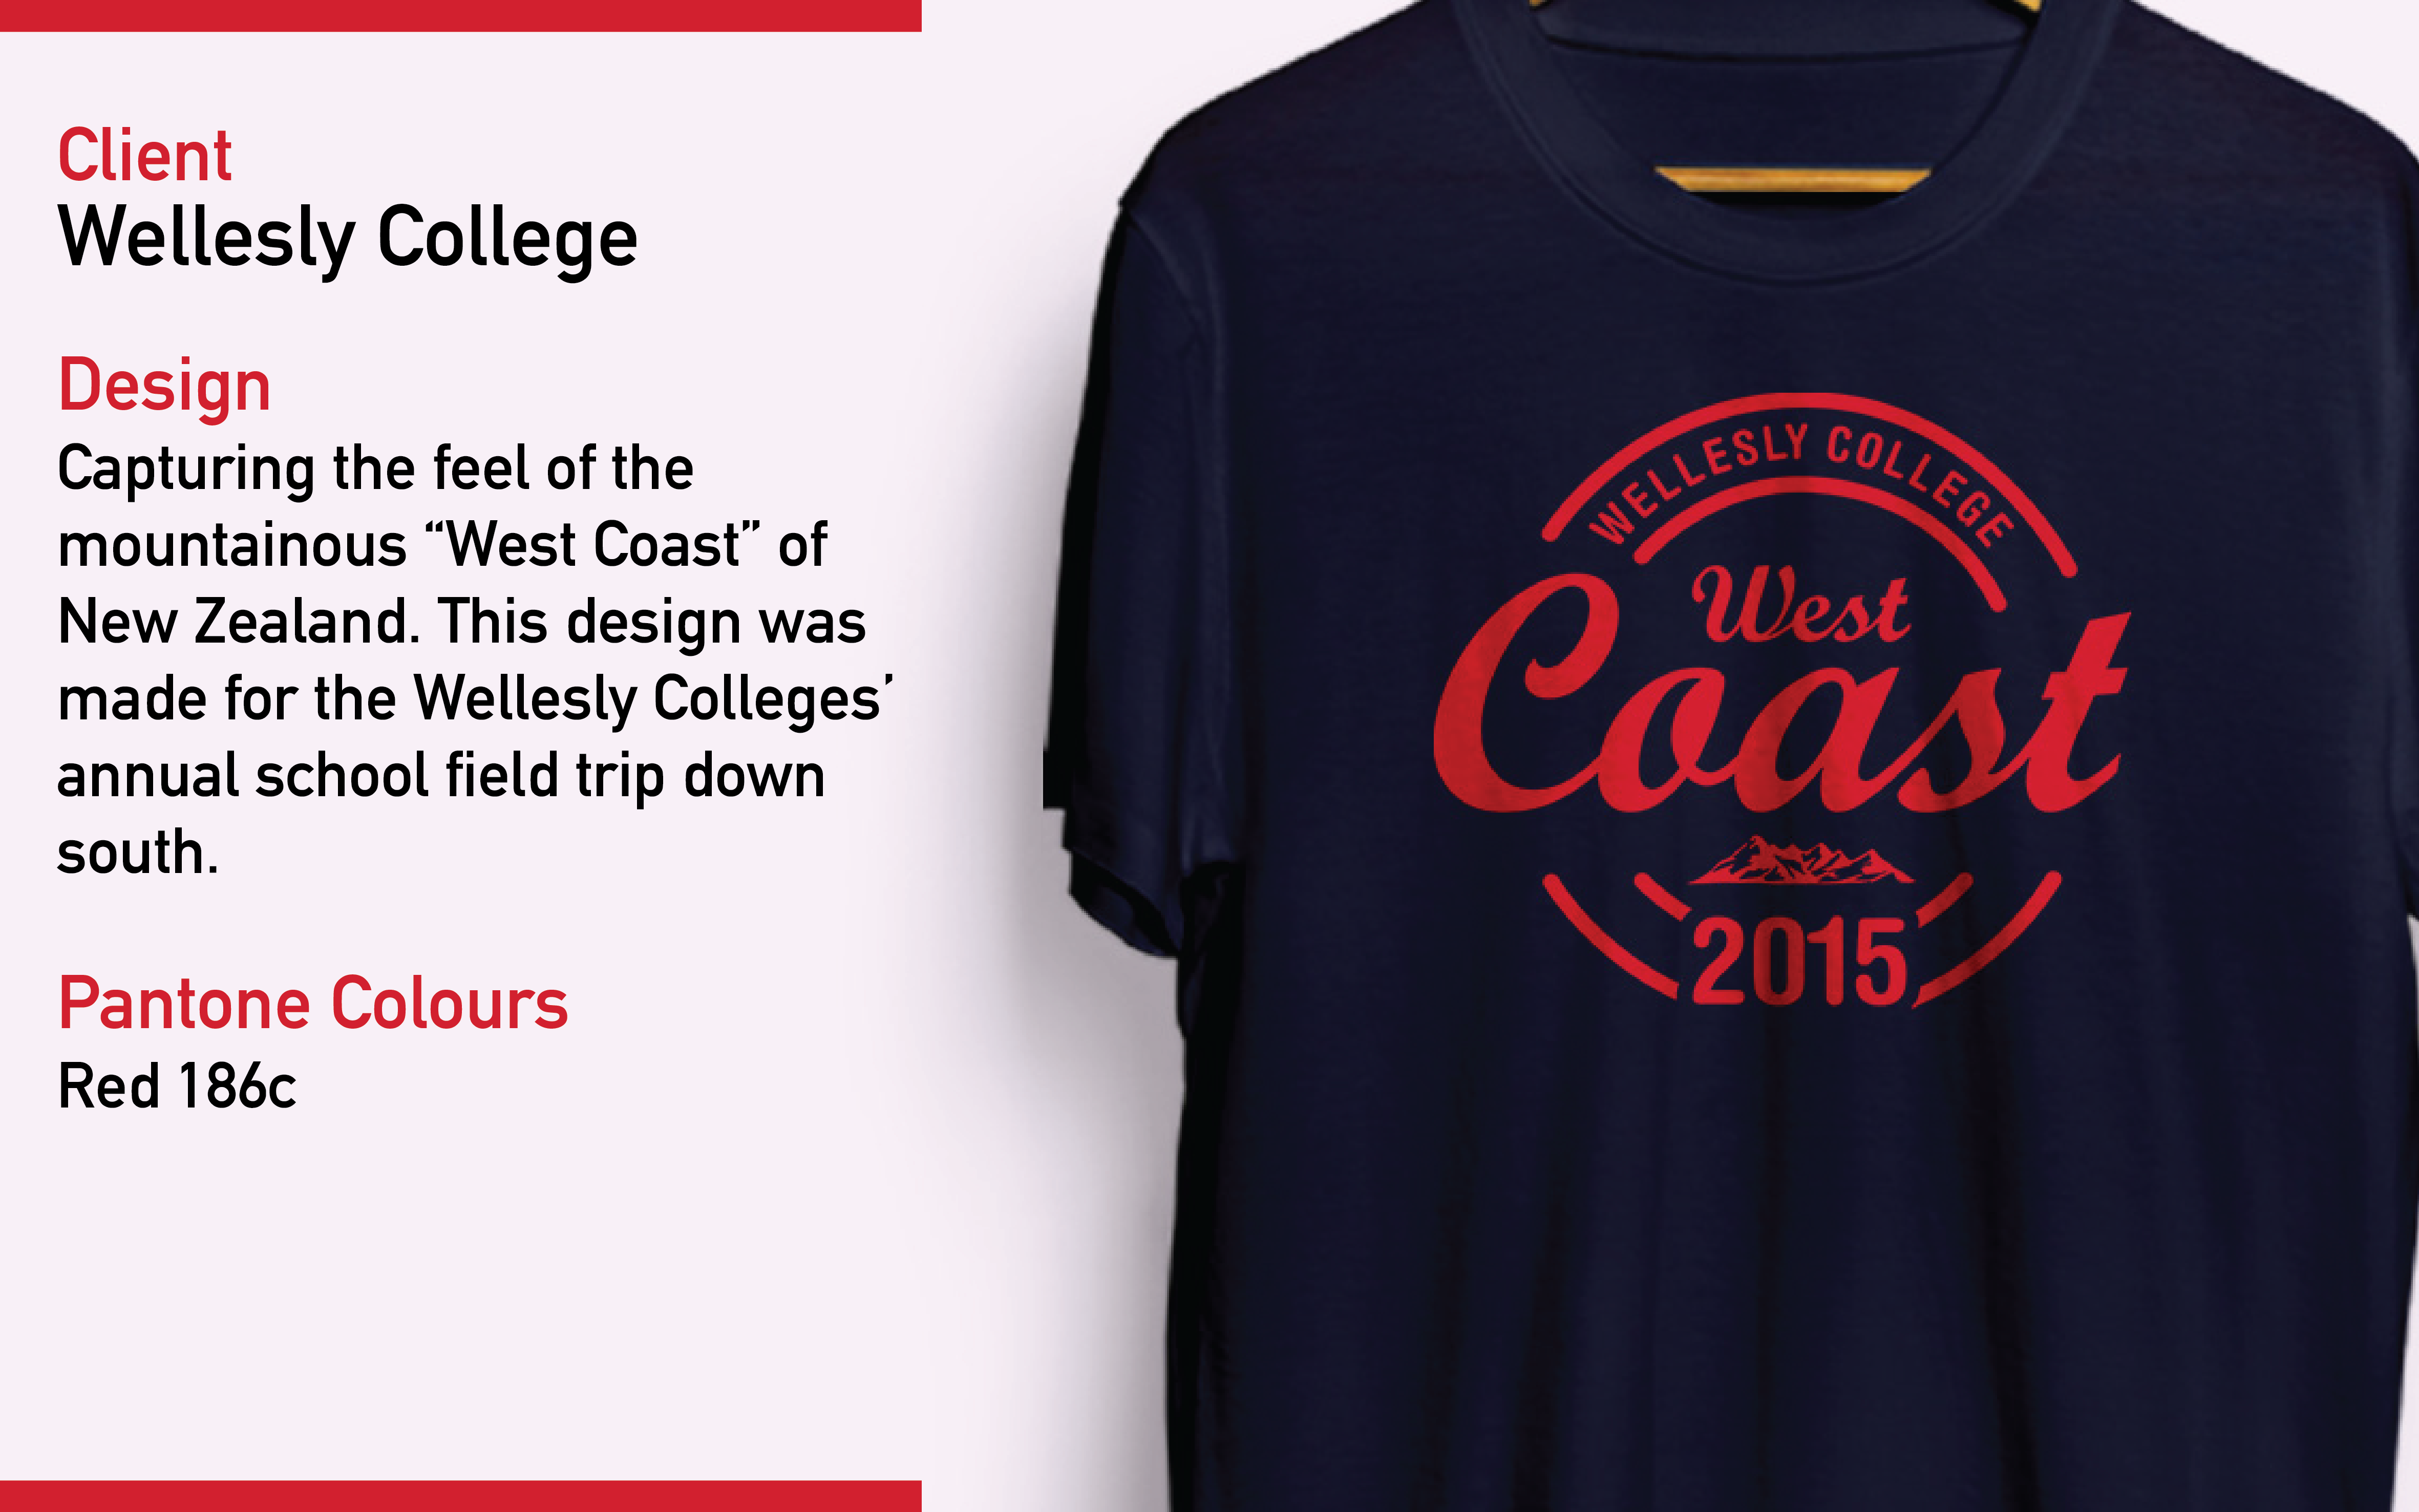 Client
Wellesly College
Design
Capturing the feel of the
mountainous “West Coast” of
New Zealand. This design was
made for the Wellesly Colleges’
annual school field trip down
south.
Pantone Colours
Red 186c
WELLESLY COLLEGE
West
Coast
2015